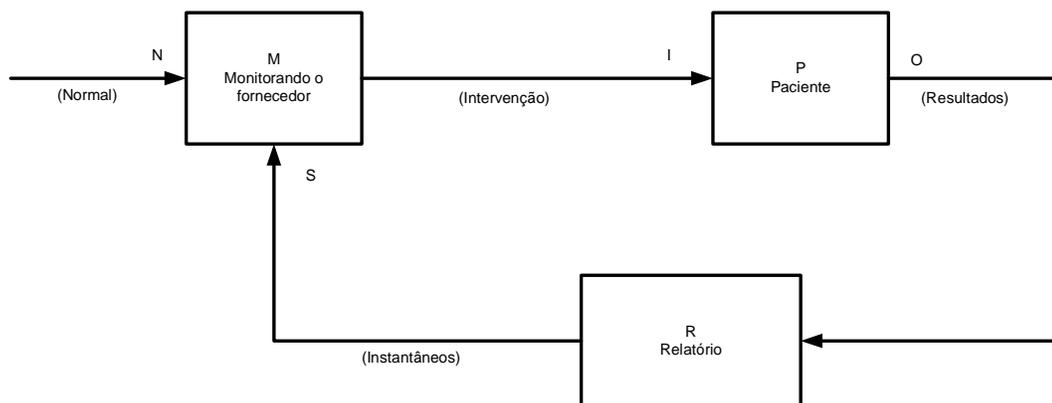 N
(Normal)
M
Monitorando o
fornecedor
I
(Intervenção)
P
Paciente
O
(Resultados)
S
(Instantâneos)
R
Relatório